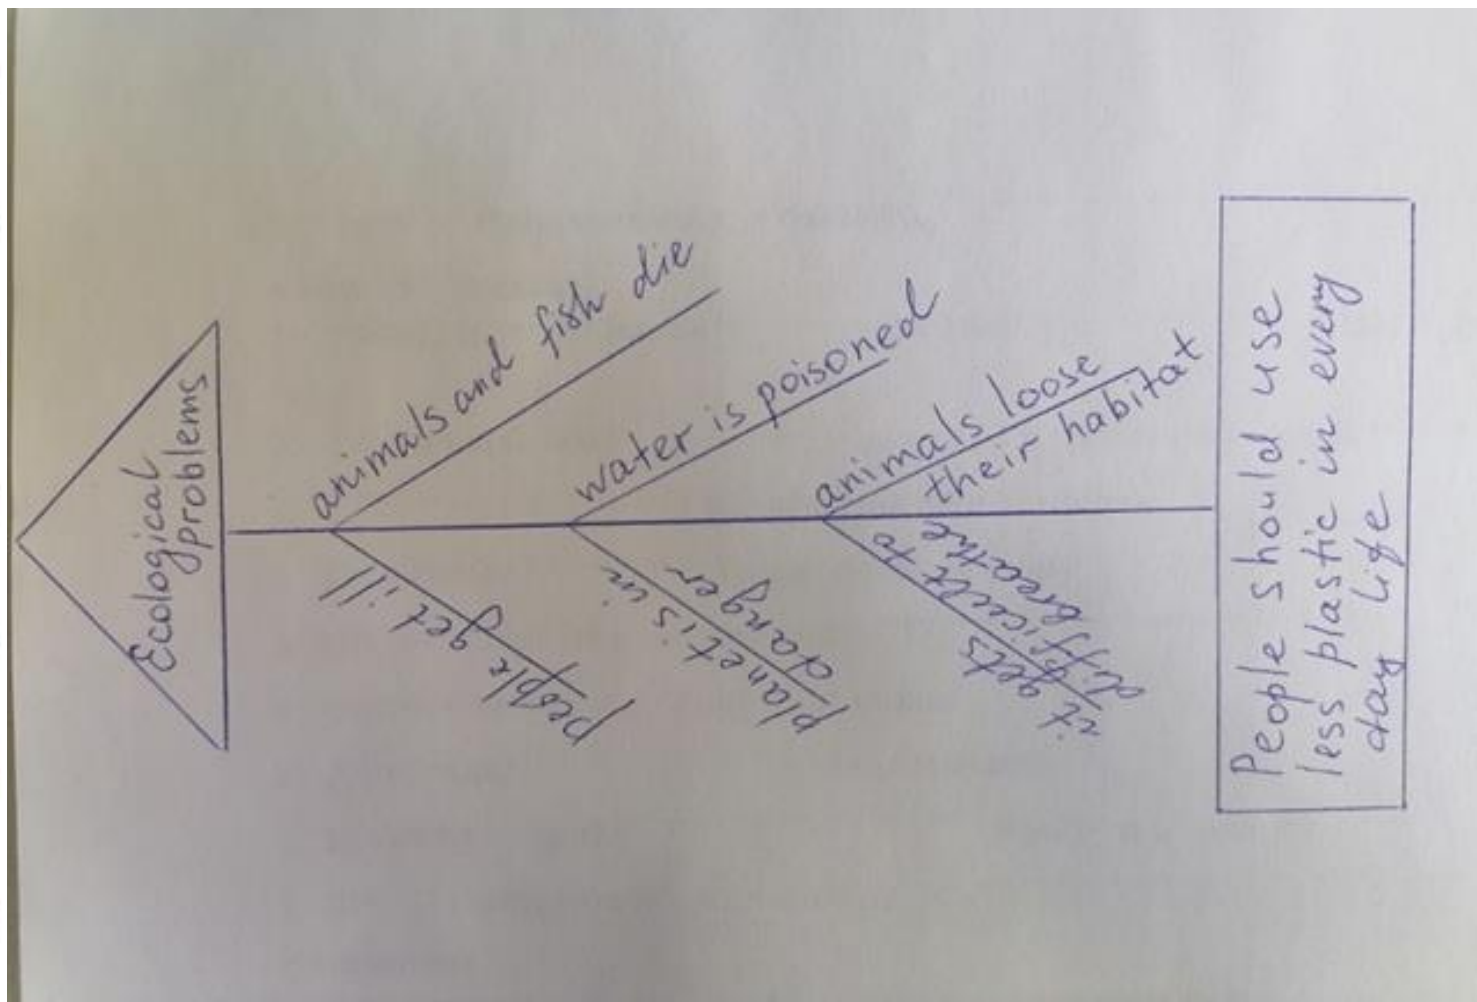 Ecological
problems
animals and fish die
water is poisoned
animals loose
their habitat
people get ill
planet is in
danger
it gets
difficult to
breathe
People should use
less plastic in every
day life